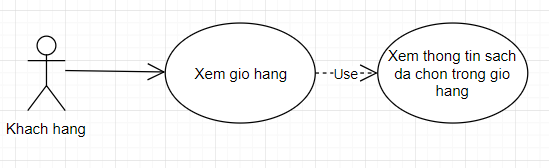 Khach hang
Xem gio hang
Use
Xem thong tin sach
da chon trong gio
hang